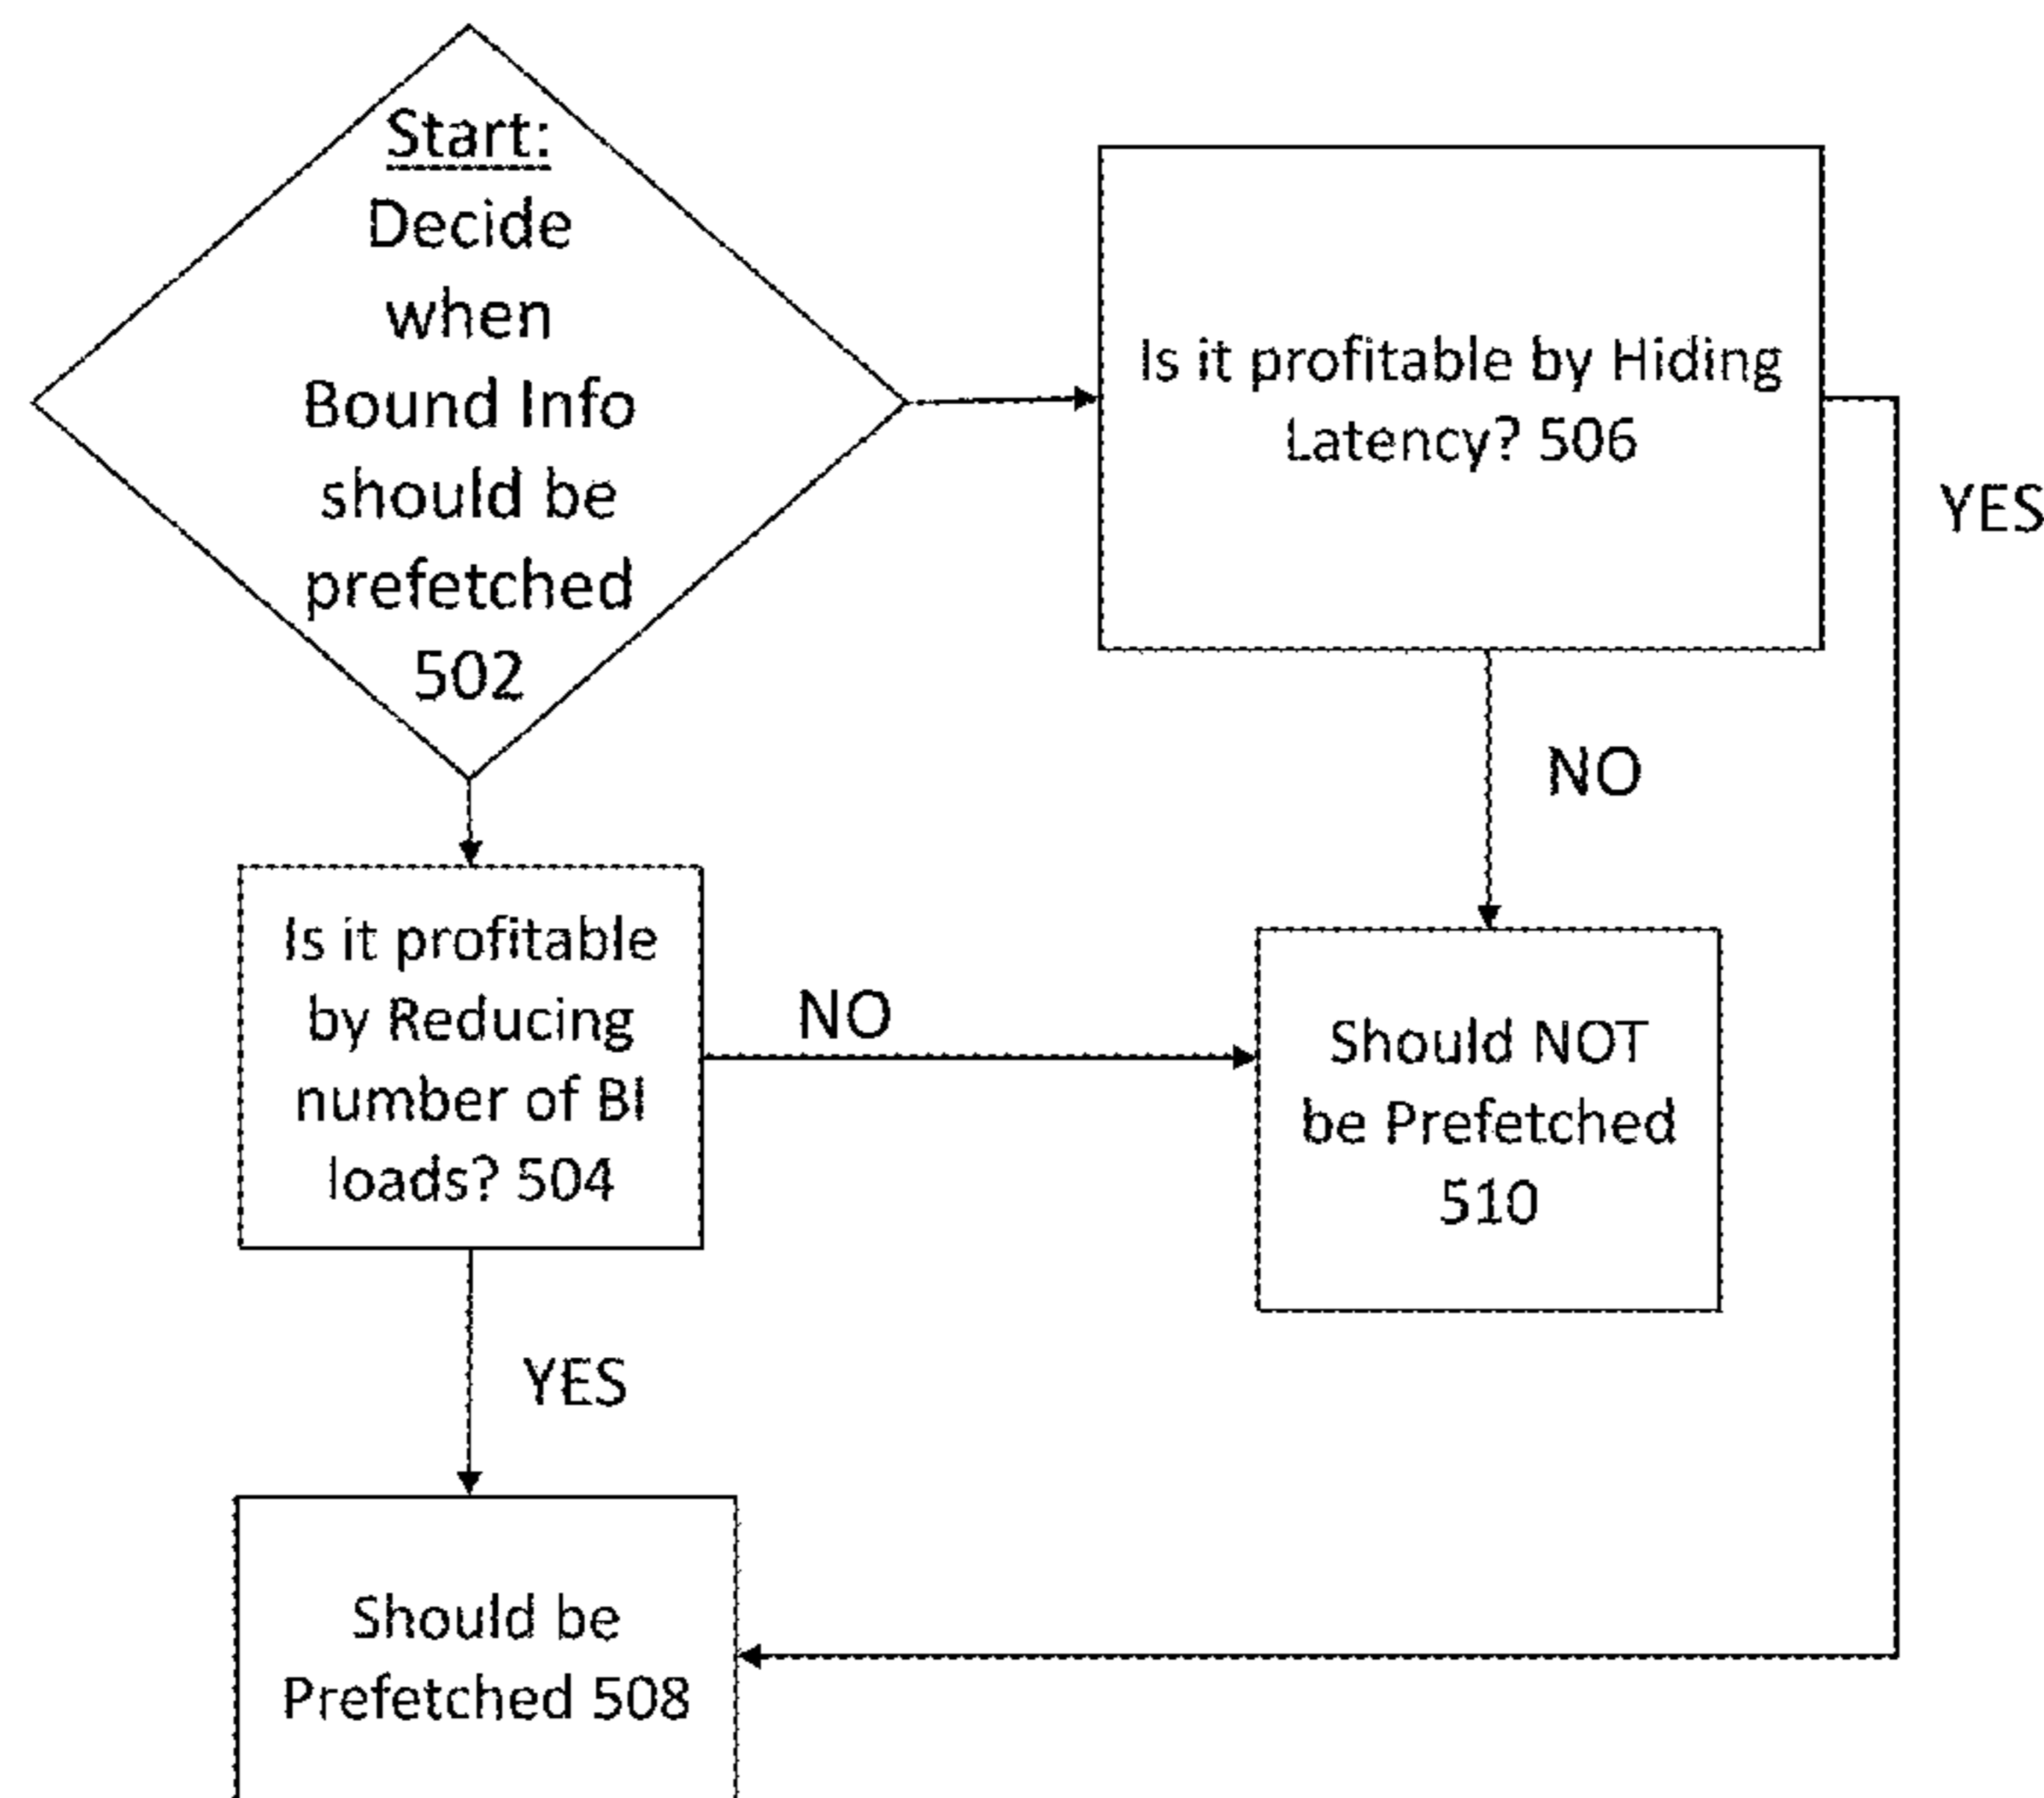 Start:
Decide
when
Bound Info
should be
prefetched
502
Is it profitable by Hiding
Latency? 506
YES
NO
Is it profitable
by Reducing
number of BI
loads? 504
NO
Should NOT
be Prefetched
510
YES
Should be
Prefetched 508